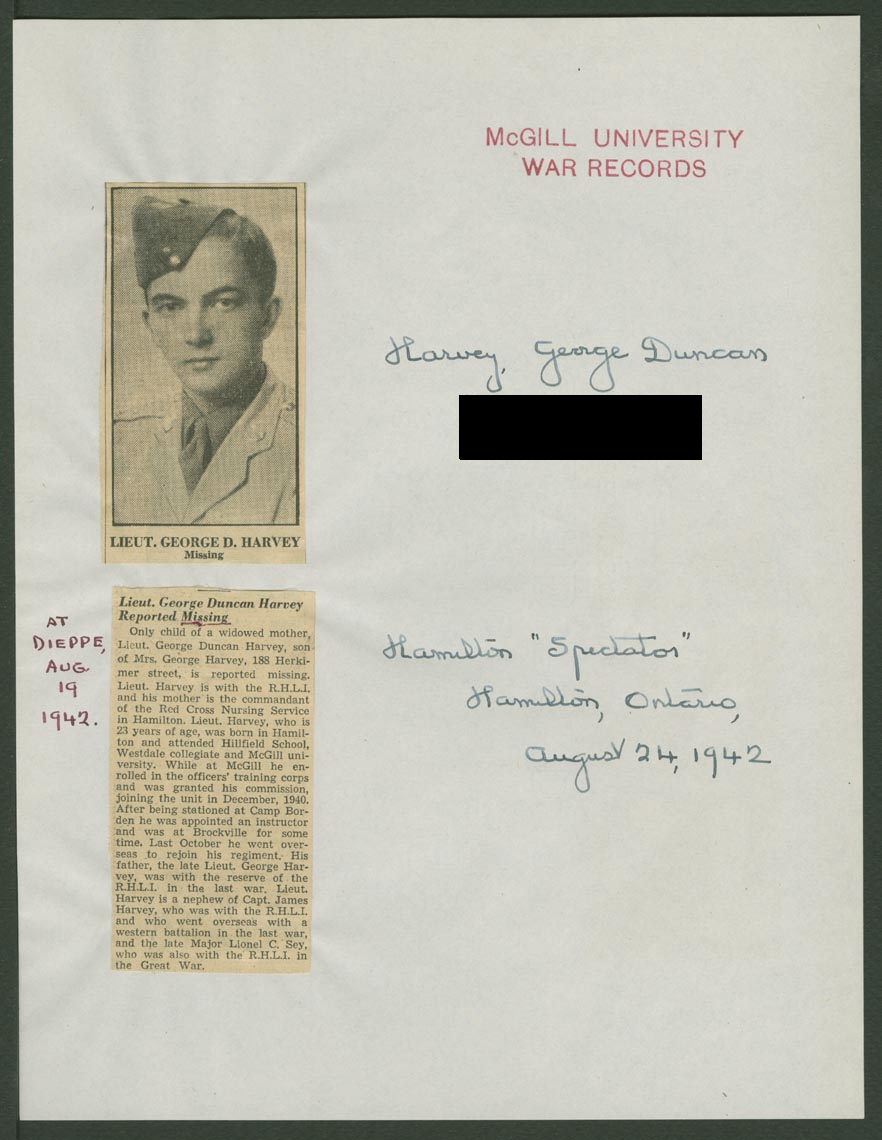 McGILL UNIVERSITY
WAR RECORDS
Harvey, George Duncan
LIEUT. GEORGE D. HARVEY
Missing
Lieut. George Duncan Harvey
Reported Missing
Only child of a widowed mother,
Lieut. George Duncan Harvey, son
of Mrs. George Harvey, 188 Herki-
mer street, is reported missing.
Lieut. Harvey is with the R.H.L.I.
and his mother is the commandant
of the Red Cross Nursing Service
in Hamilton. Lieut. Harvey, who is
23 years of age, was born in Hamil-
ton and attended Hillfield School,
Westdale collegiate and McGill uni-
versity. While at McGill he en-
rolled in the officers' training corps
and was granted his commission,
joining the unit in December, 1940.
After being stationed at Camp Bor-
den he was appointed an instructor
and was at Brockville for some
time. Last October he went over-
seas to rejoin his regiment. His
father, the late Lieut. George Har-
vey, was with the reserve of the
R.H.L.I. in the last war. Lieut.
Harvey is a nephew of Capt. James
Harvey, who was with the R.H.L.I.
and who went overseas with a
western battalion in the last war,
and the late Major Lionel C. Sey,
who was also with the R.H.L.I. in
the Great War.
AT
DIEPPE,
AUG
19
1942.
Hamilton "Spectator"
Hamilton, Ontario,
August 24, 1942